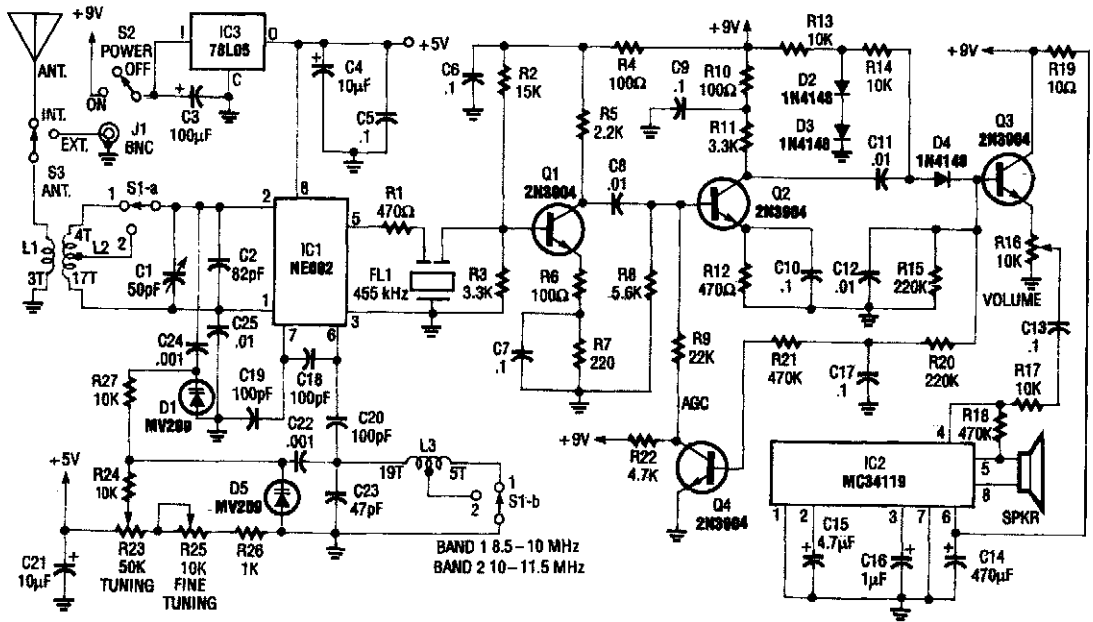 +9V
S2
POWER
OFF
ON
I
IC3
78L05
O
C
+5V
ANT.
INT.
EXT.
J1
BNC
S3
ANT.
C3
100µF
C4
10µF
C5
.1
C6
.1
R2
15K
R4
100Ω
R5
2.2K
C9
.1
+9V
R10
100Ω
R11
3.3K
R13
10K
D2
1N4148
D3
1N4148
R14
10K
C11
.01
D4
1N4148
+9V
R19
10Ω
Q3
2N3904
1
S1-a
2
L1
3T
4T
L2
17T
C1
50pF
C2
82pF
2
8
5
IC1
NE602
1
7
6
3
R1
470Ω
FL1
455 kHz
R3
3.3K
Q1
2N3904
C8
.01
R6
100Ω
R7
220
C7
.1
R8
5.6K
Q2
2N3904
R12
470Ω
C10
.1
C12
.01
R15
220K
R16
10K
VOLUME
C13
.1
C24
.001
C25
.01
R27
10K
D1
MV209
C19
100pF
C18
100pF
C20
100pF
C22
.001
R9
22K
AGC
R21
470K
C17
.1
R20
220K
R17
10K
R18
470K
+5V
R24
10K
D5
MV209
C23
47pF
19T
L3
5T
1
2
S1-b
+9V
R22
4.7K
Q4
2N3904
4
IC2
MC34119
5
8
SPKR
1
2
3
7
6
C21
10µF
R23
50K
TUNING
R25
10K
FINE
TUNING
R26
1K
BAND 1 8.5–10 MHz
BAND 2 10–11.5 MHz
C15
4.7µF
C16
1µF
C14
470µF